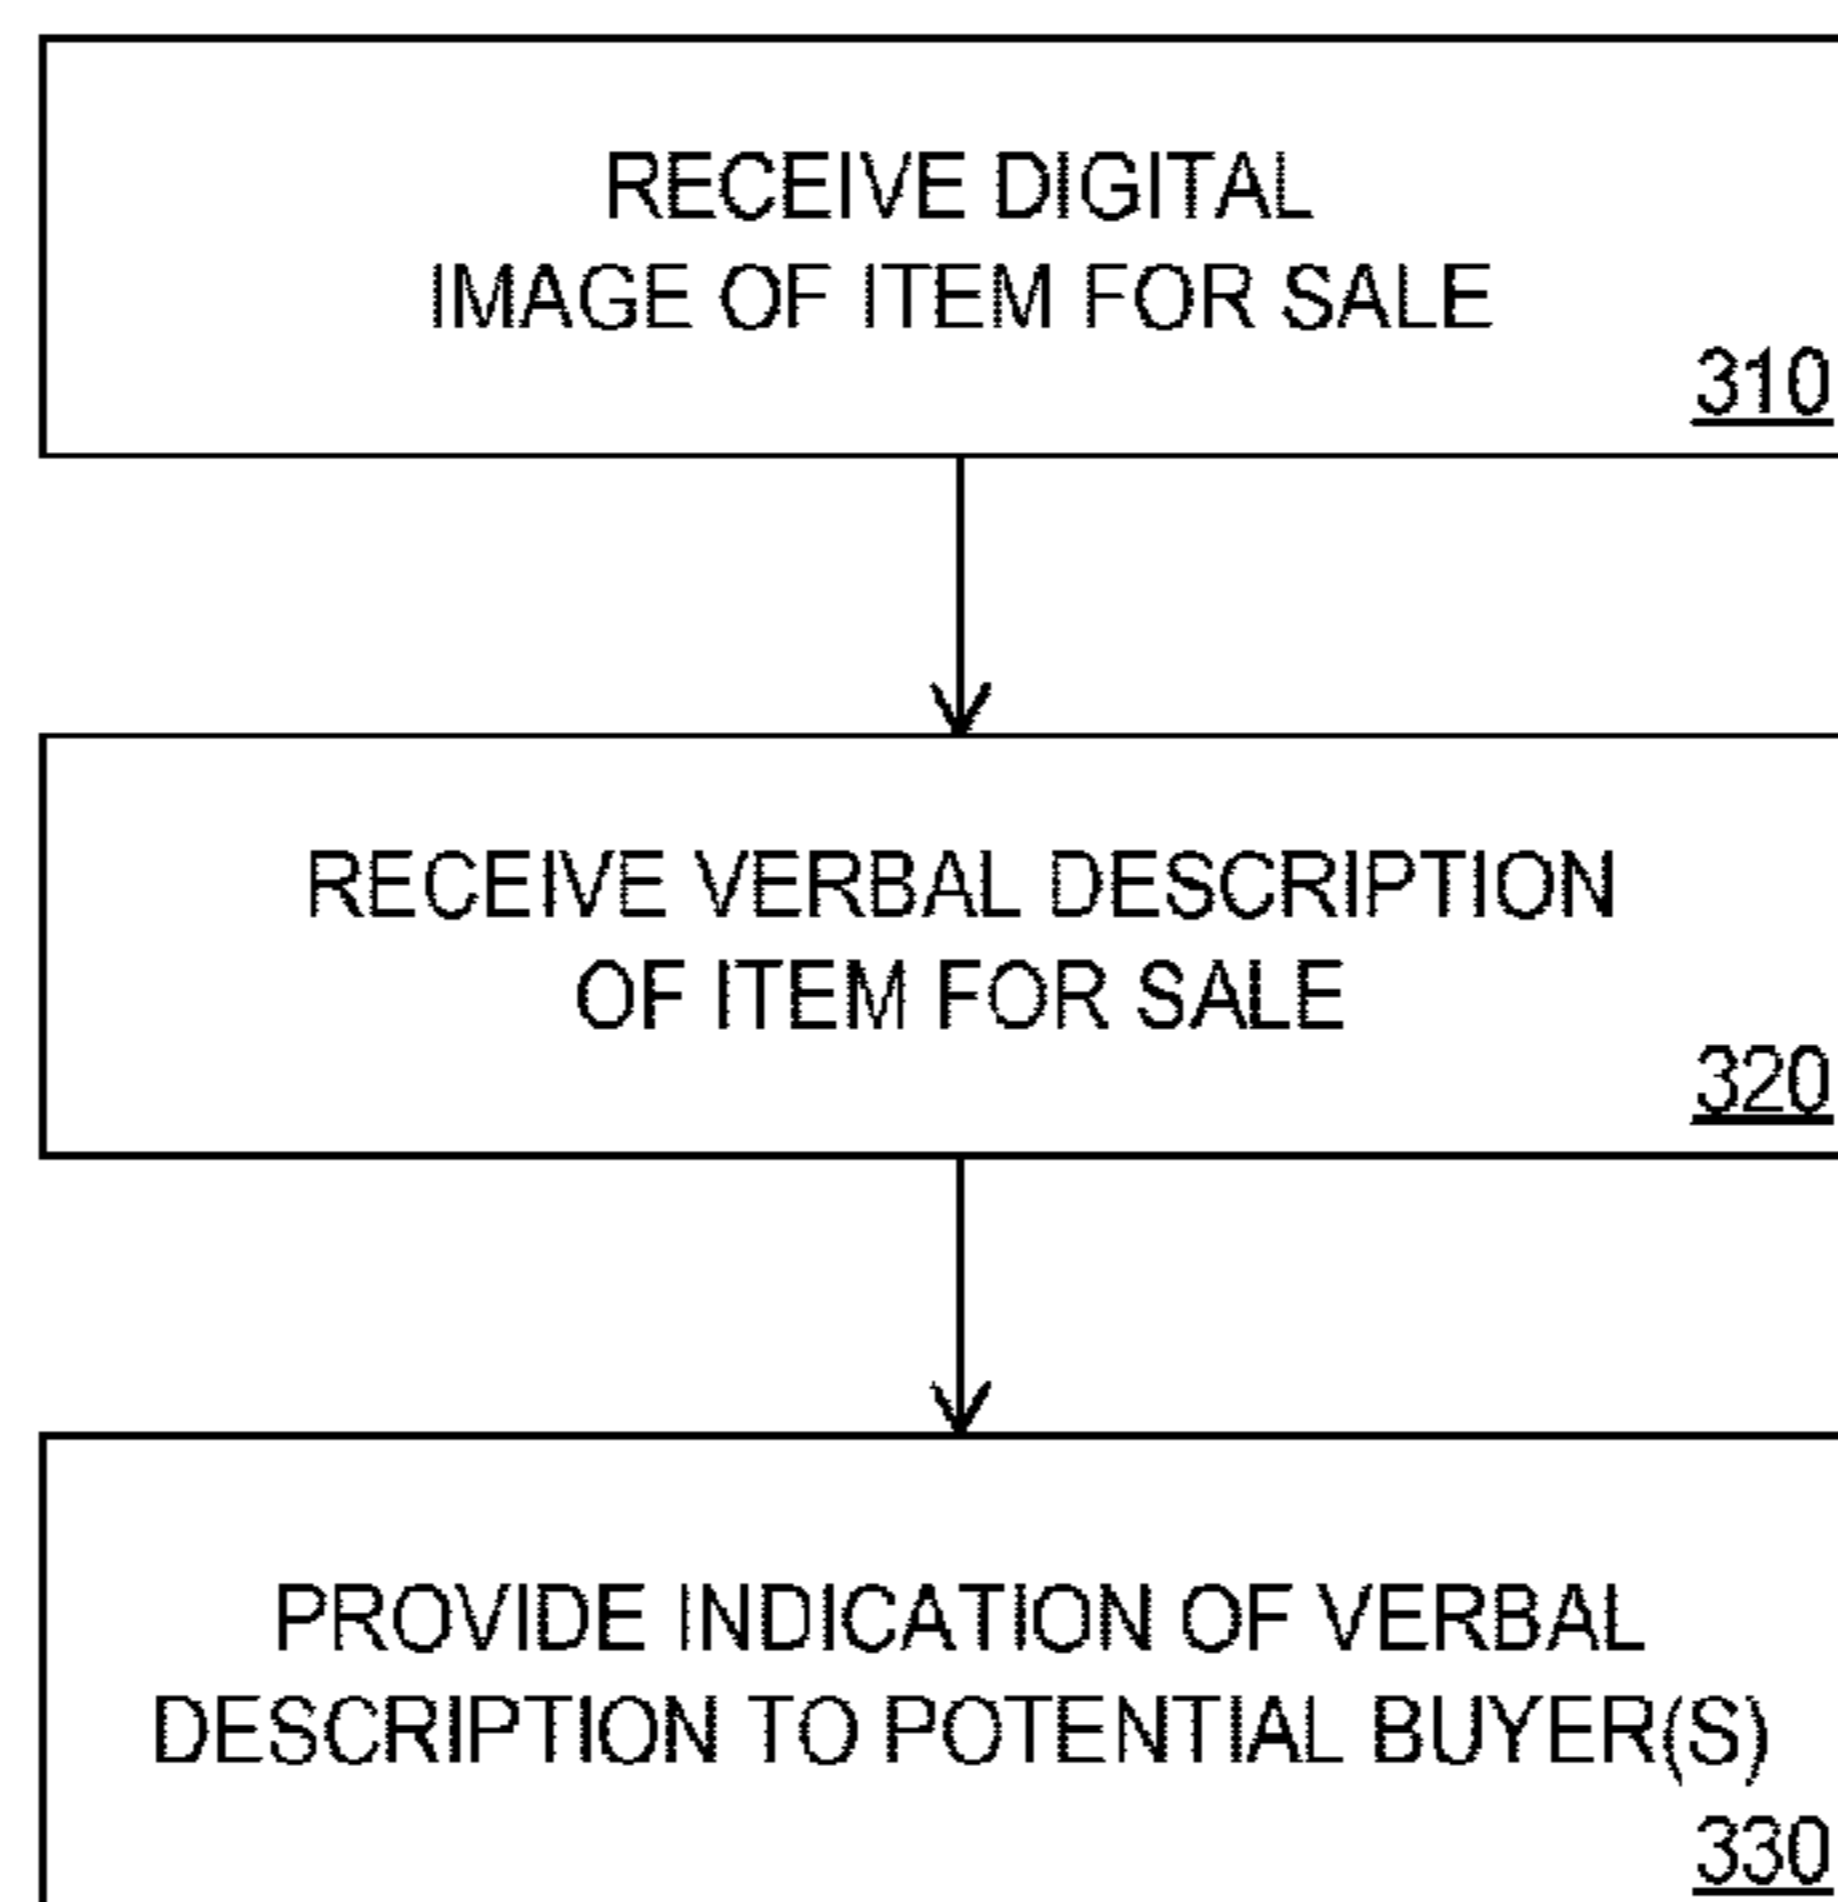 RECEIVE DIGITAL
IMAGE OF ITEM FOR SALE
310
RECEIVE VERBAL DESCRIPTION
OF ITEM FOR SALE
320
PROVIDE INDICATION OF VERBAL
DESCRIPTION TO POTENTIAL BUYER(S)
330